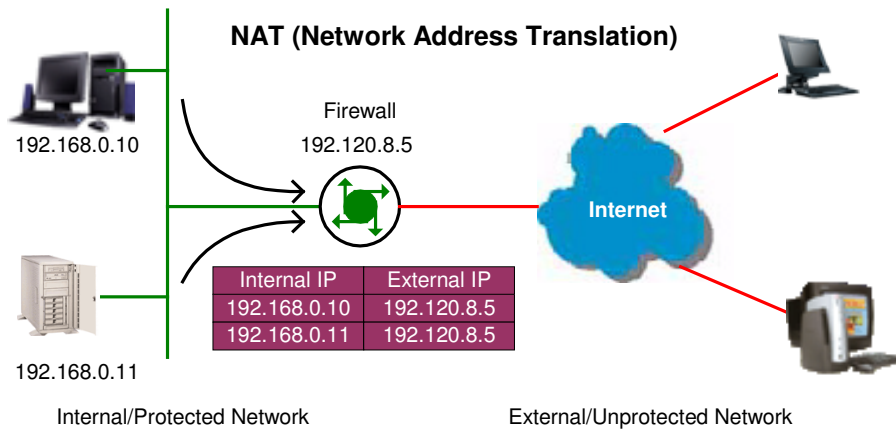 NAT (Network Address Translation)
192.168.0.10
Firewall
192.120.8.5
Internet
Internal IP External IP
192.168.0.10 192.120.8.5
192.168.0.11 192.120.8.5
192.168.0.11
Internal/Protected Network
External/Unprotected Network